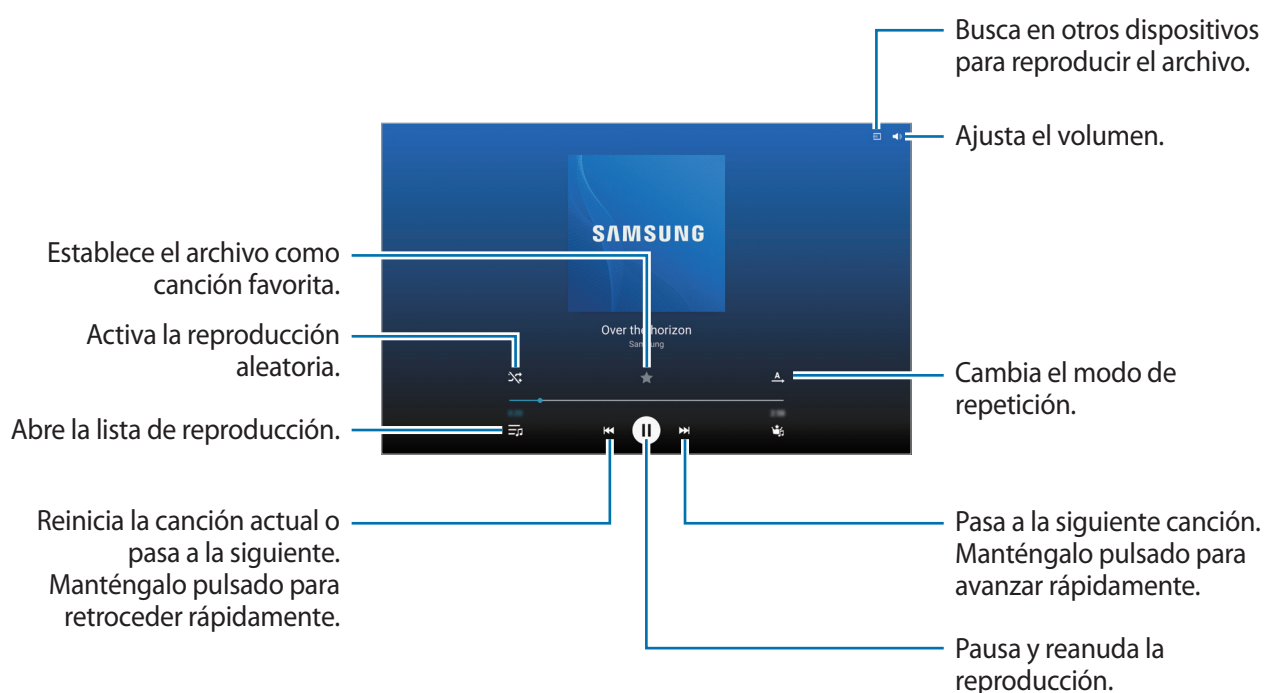 Busca en otros dispositivos
para reproducir el archivo.
Ajusta el volumen.
SAMSUNG
Establece el archivo como
canción favorita.
Over the horizon
Samsung
Activa la reproducción
aleatoria.
A
Cambia el modo de
repetición.
Abre la lista de reproducción.
Reinicia la canción actual o
pasa a la siguiente.
Manténgalo pulsado para
retroceder rápidamente.
Pasa a la siguiente canción.
Manténgalo pulsado para
avanzar rápidamente.
Pausa y reanuda la
reproducción.